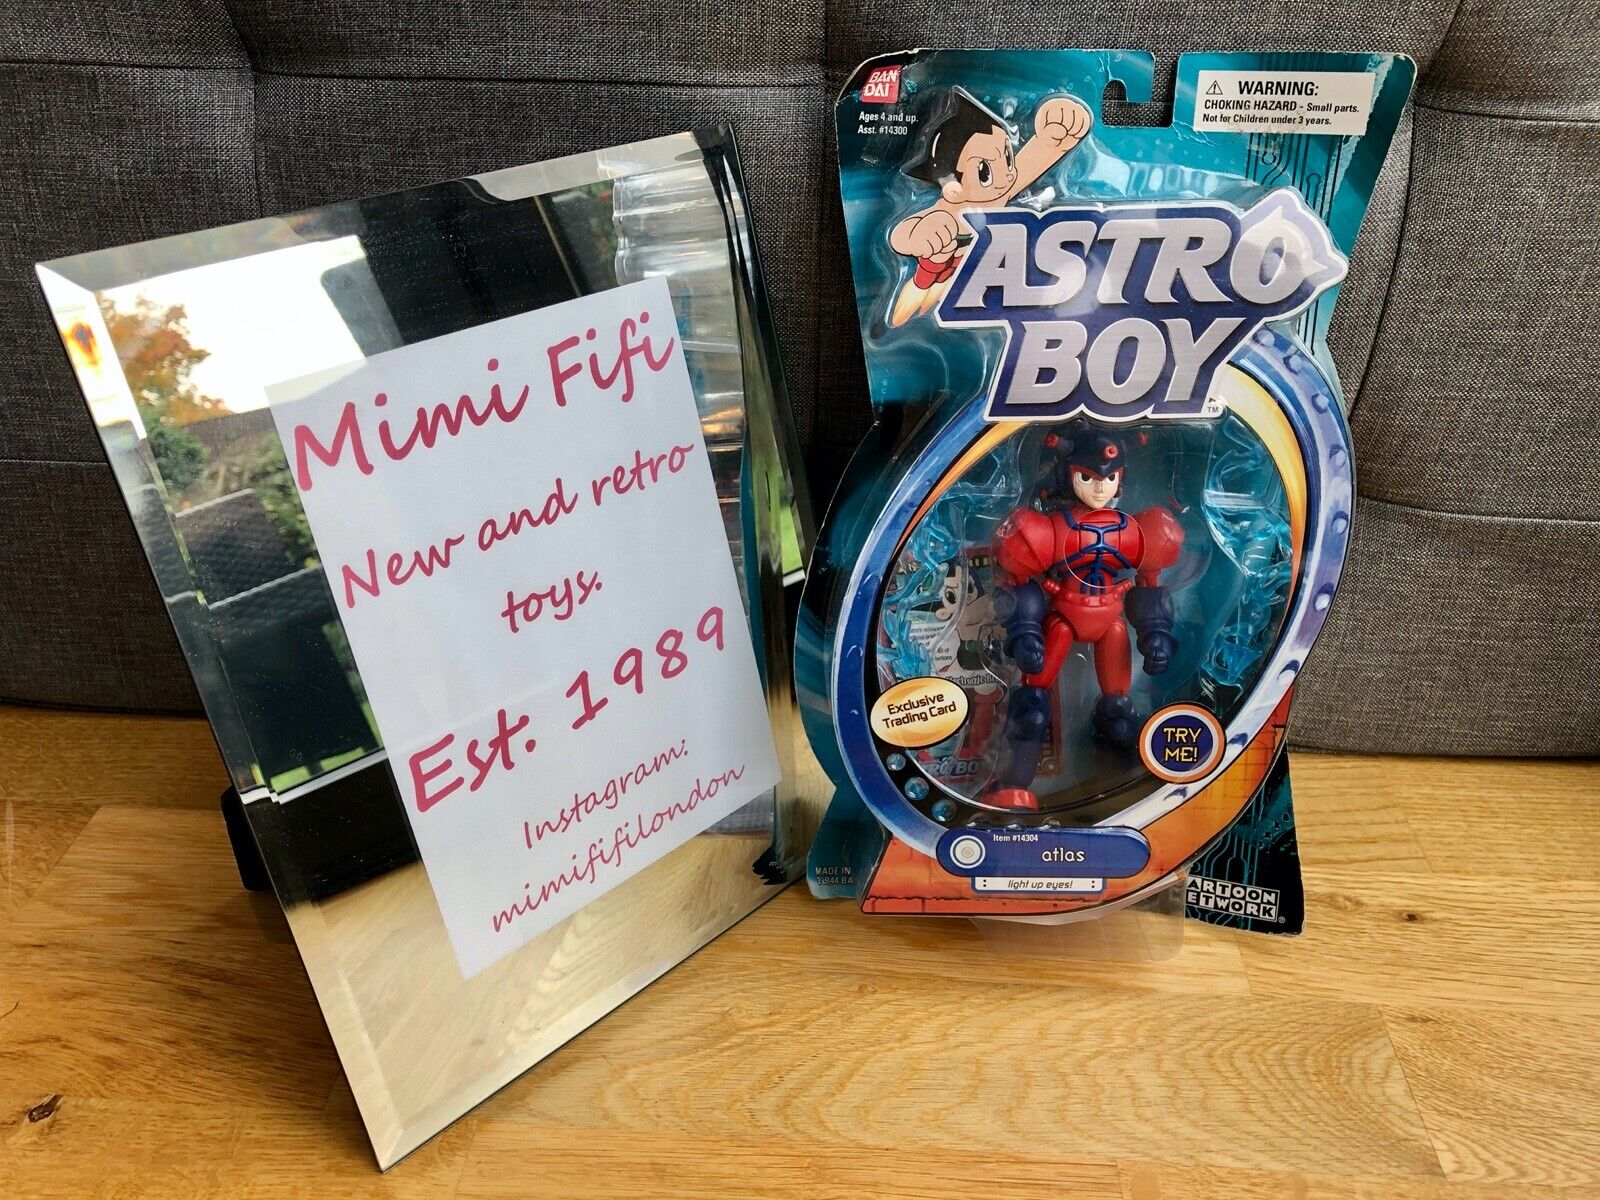 Mimi Fifi
New and retro
toys.
Est. 1989
Instagram:
mimififilondon
BAN
DAI
Ages 4 and up.
Asst. #14300
WARNING:
CHOKING HAZARD - Small parts.
Not for Children under 3 years.
ASTRO
BOY
TM
Exclusive
Trading Card
TRY
ME!
Item #14304
atlas
light up eyes!
MADE IN
ARTOON
ETWORK